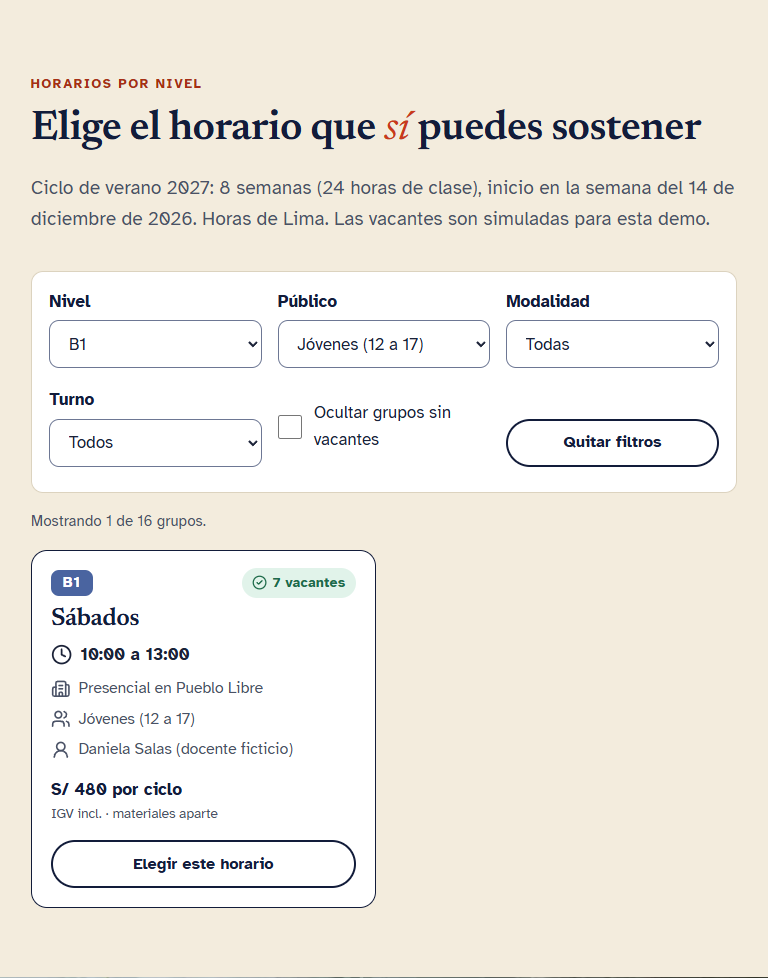 HORARIOS POR NIVEL
Elige el horario que sí puedes sostener
Ciclo de verano 2027: 8 semanas (24 horas de clase), inicio en la semana del 14 de
diciembre de 2026. Horas de Lima. Las vacantes son simuladas para esta demo.
Nivel
B1
Público
Jóvenes (12 a 17)
Modalidad
Todas
Turno
Todos
Ocultar grupos sin
vacantes
Quitar filtros
Mostrando 1 de 16 grupos.
B1
7 vacantes
Sábados
10:00 a 13:00
Presencial en Pueblo Libre
Jóvenes (12 a 17)
Daniela Salas (docente ficticio)
S/ 480 por ciclo
IGV incl. · materiales aparte
Elegir este horario